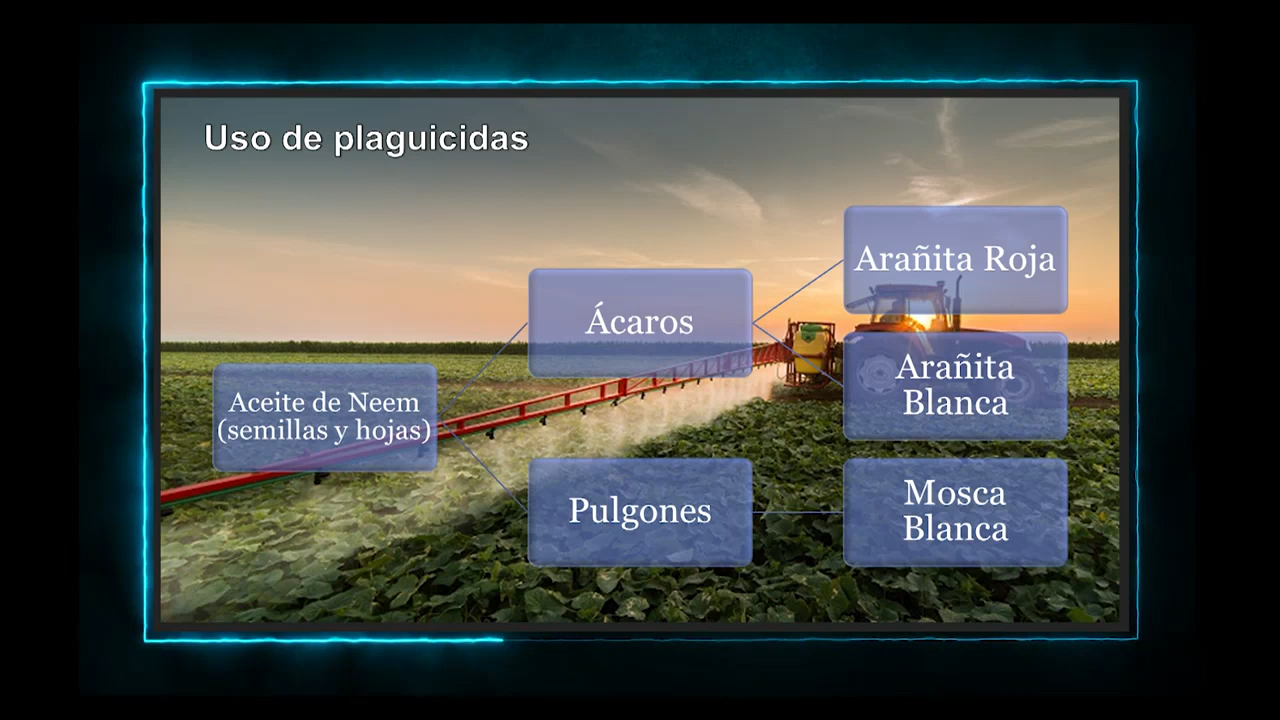 Uso de plaguicidas
Aceite de Neem
(semillas y hojas)
Ácaros
Arañita Roja
Arañita
Blanca
Pulgones
Mosca
Blanca